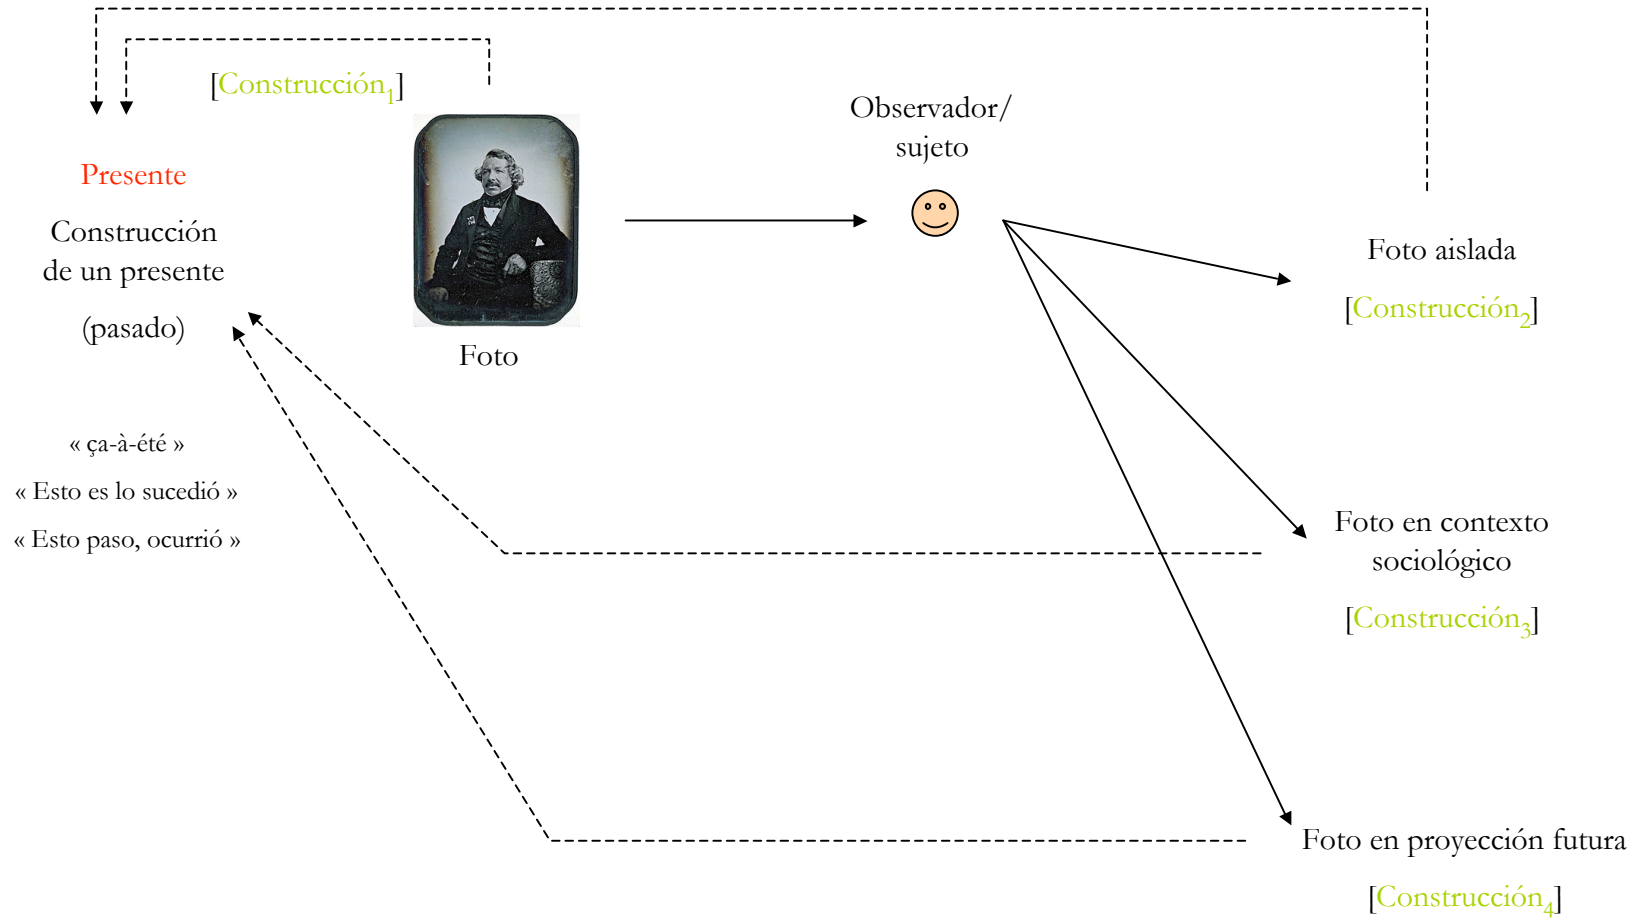 [Construcción₁]
Observador/
sujeto
Presente
Construcción
de un presente
(pasado)
Foto
Foto aislada
[Construcción₂]
« ça-à-été »
« Esto es lo sucedió »
« Esto paso, ocurrió »
Foto en contexto
sociológico
[Construcción₃]
Foto en proyección futura
[Construcción₄]